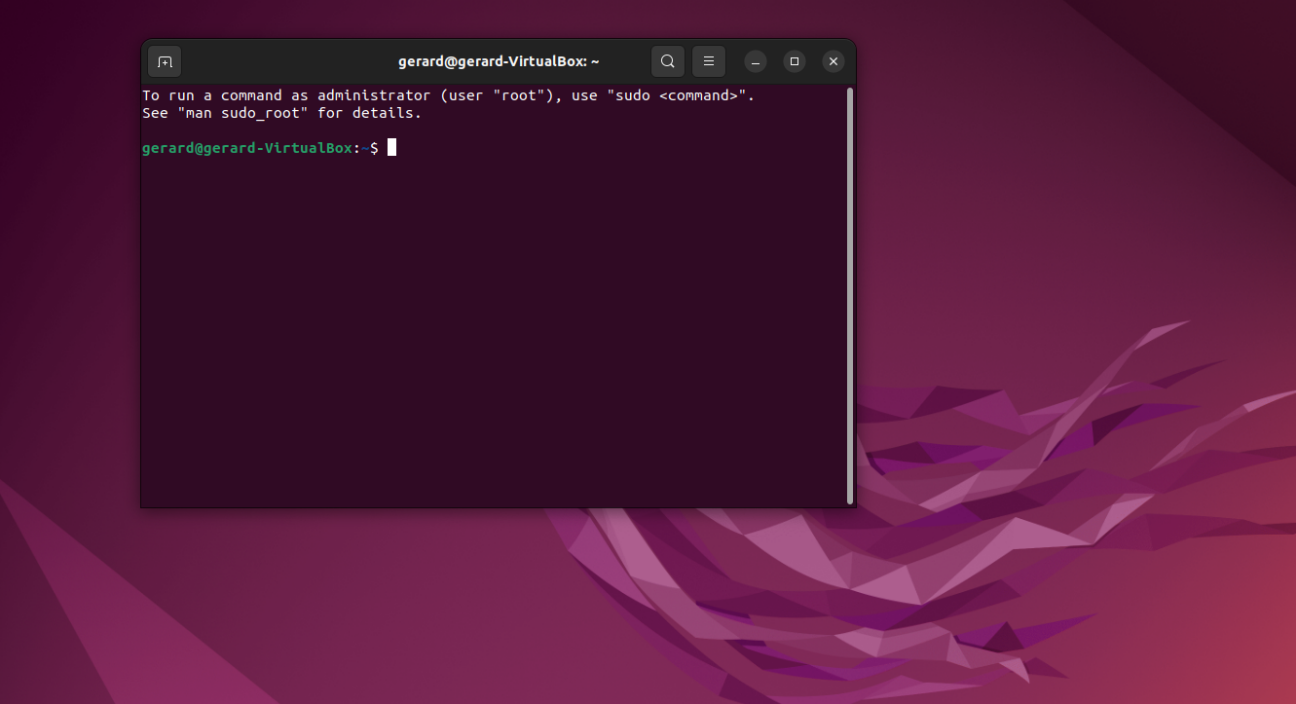 gerard@gerard-VirtualBox: ~
To run a command as administrator (user "root"), use "sudo <command>".
See "man sudo_root" for details.
gerard@gerard-VirtualBox:~$